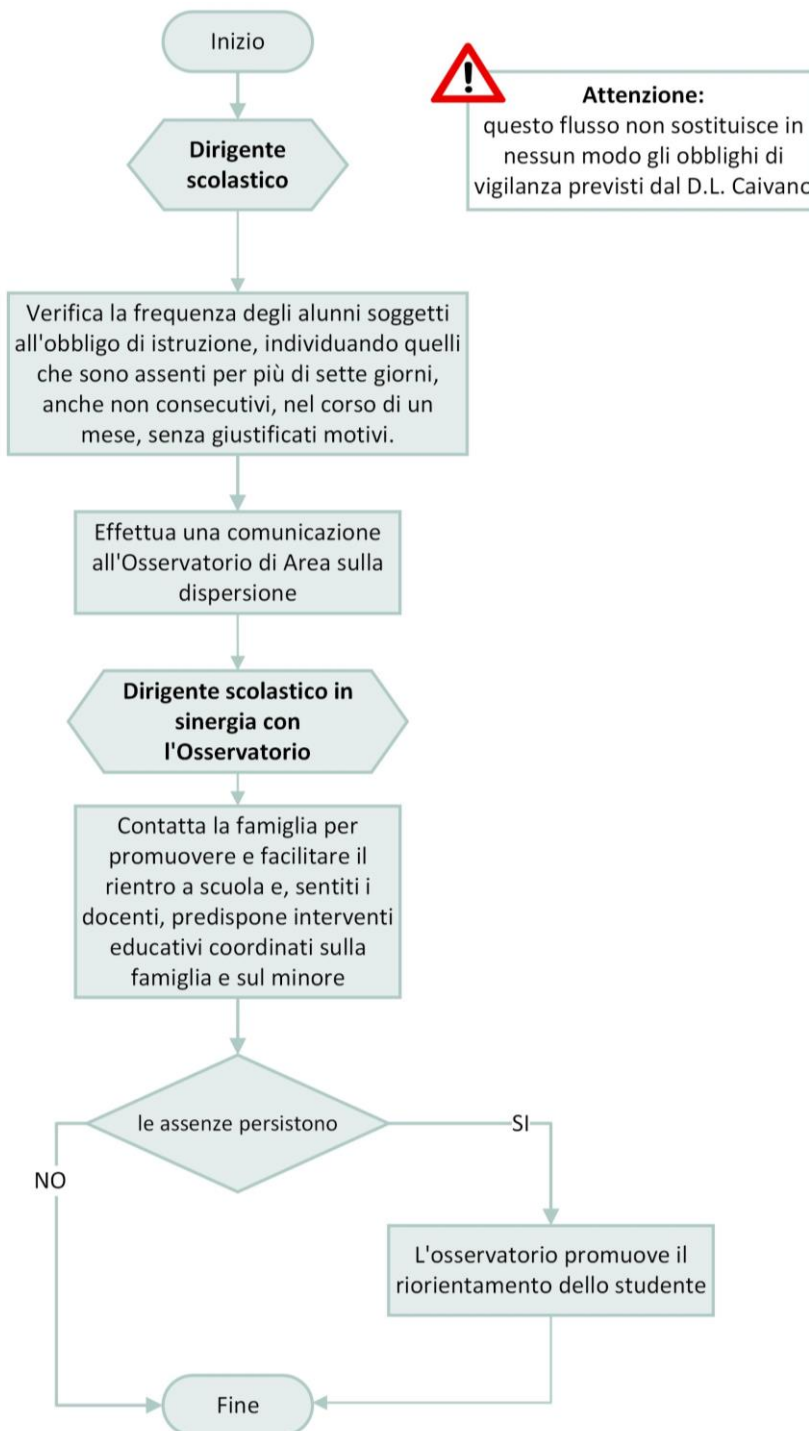 Inizio
Attenzione:
questo flusso non sostituisce in
nessun modo gli obblighi di
vigilanza previsti dal D.L. Caivano
Dirigente
scolastico
Verifica la frequenza degli alunni soggetti
all'obbligo di istruzione, individuando quelli
che sono assenti per più di sette giorni,
anche non consecutivi, nel corso di un
mese, senza giustificati motivi.
Effettua una comunicazione
all'Osservatorio di Area sulla
dispersione
Dirigente scolastico in
sinergia con
l'Osservatorio
Contatta la famiglia per
promuovere e facilitare il
rientro a scuola e, sentiti i
docenti, predispone interventi
educativi coordinati sulla
famiglia e sul minore
le assenze persistono
SI
NO
L'osservatorio promuove il
riorientamento dello studente
Fine